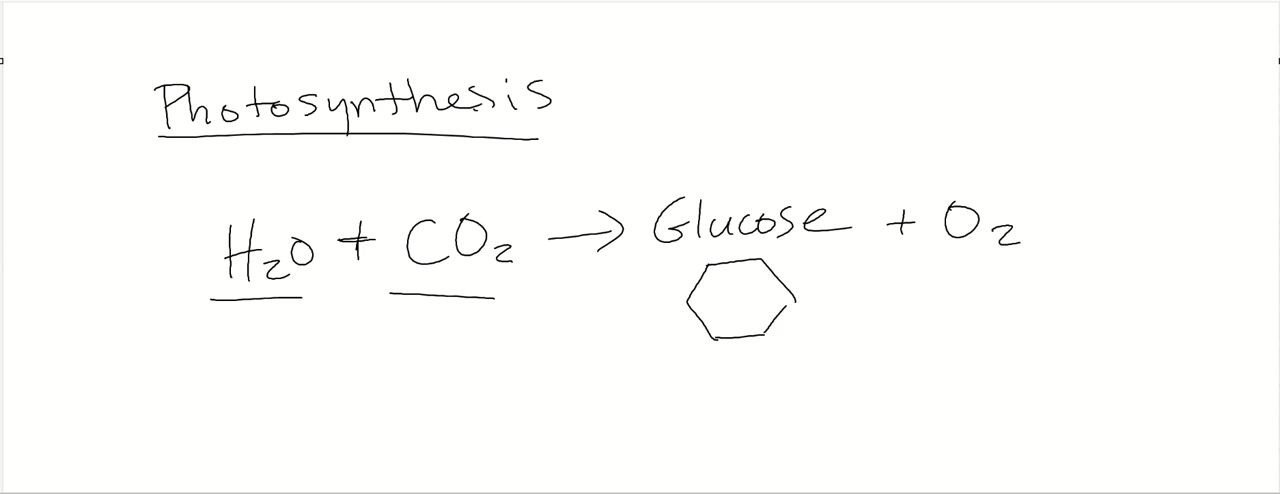 Photosynthesis
H₂O + CO₂ → Glucose + O₂